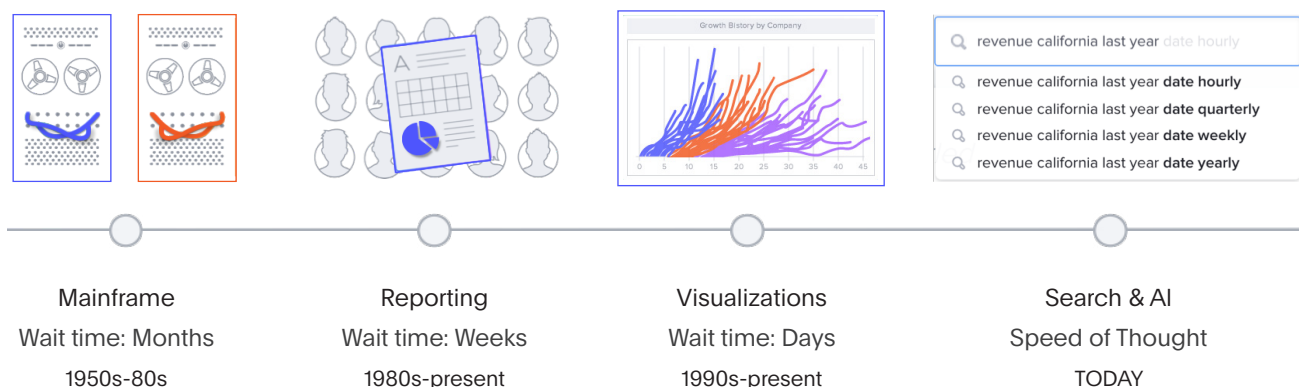 Growth Bistory by Company
A
0 5 10 15 20 25 30 35 40 45
revenue california last year date hourly
revenue california last year date hourly
revenue california last year date quarterly
revenue california last year date weekly
revenue california last year date yearly
Mainframe
Wait time: Months
1950s-80s
Reporting
Wait time: Weeks
1980s-present
Visualizations
Wait time: Days
1990s-present
Search & AI
Speed of Thought
TODAY